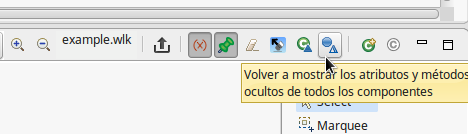 example.wlk
(x)
Volver a mostrar los atributos y métodos
ocultos de todos los componentes
Select
Marquee